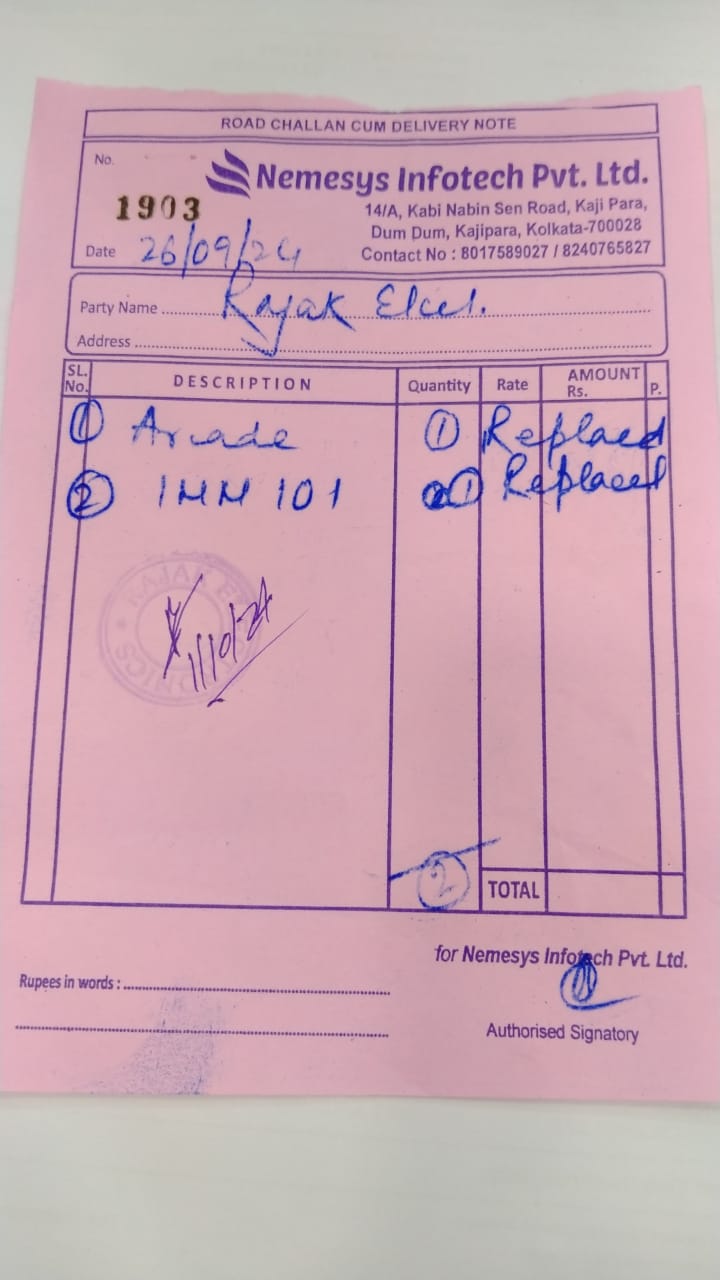 ROAD CHALLAN CUM DELIVERY NOTE
No. 1903
Nemesys Infotech Pvt. Ltd.
14/A, Kabi Nabin Sen Road, Kaji Para,
Dum Dum, Kajipara, Kolkata-700028
Contact No : 8017589027 / 8240765827
Date 26/09/24
Party Name Rajak Elcel.
Address
SL. No. DESCRIPTION Quantity Rate AMOUNT Rs. P.
1 Arcade 1 Replaced
2 1MM 101 1 Replaced
1/10/24
2 TOTAL
for Nemesys Infotech Pvt. Ltd.
Rupees in words :
Authorised Signatory